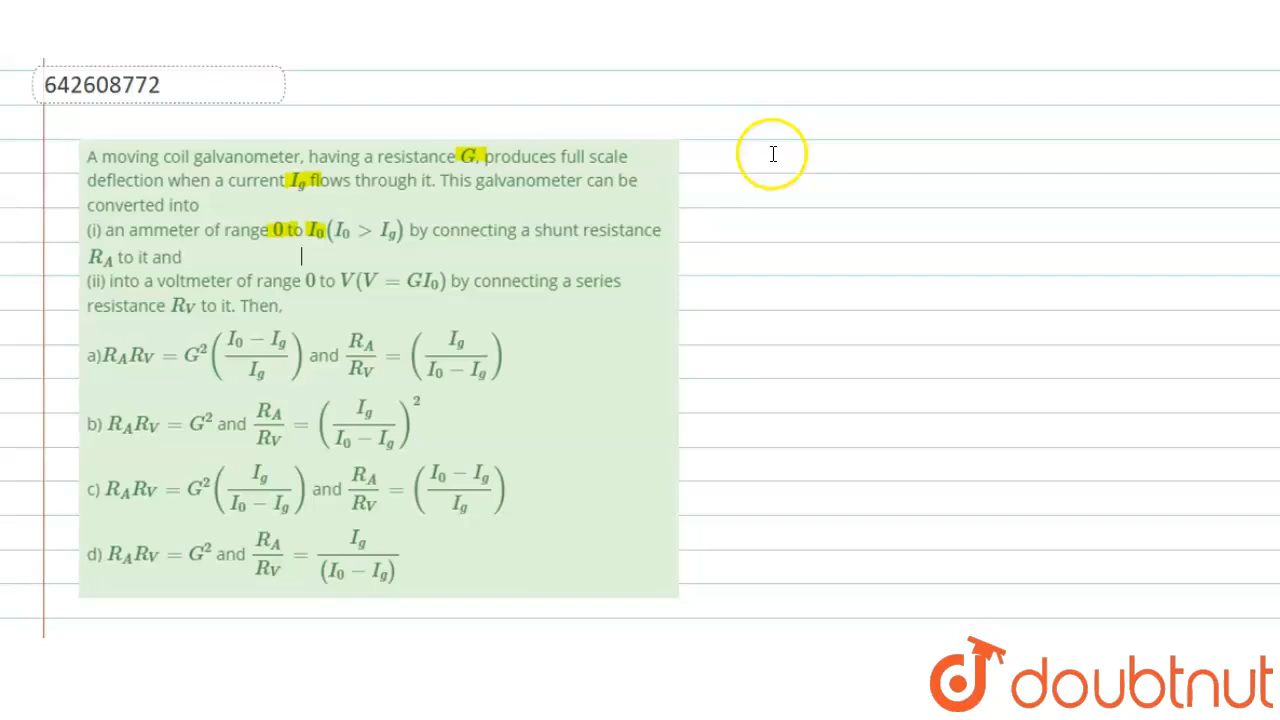 642608772
A moving coil galvanometer, having a resistance G, produces full scale
deflection when a current I_g flows through it. This galvanometer can be
converted into
(i) an ammeter of range 0 to I_0(I_0 > I_g) by connecting a shunt resistance
R_A to it and
(ii) into a voltmeter of range 0 to V(V = GI_0) by connecting a series
resistance R_V to it. Then,
a)R_A R_V = G^2((I_0 − I_g)/I_g) and R_A/R_V = (I_g/(I_0 − I_g))
b) R_A R_V = G^2 and R_A/R_V = (I_g/(I_0 − I_g))^2
c) R_A R_V = G^2(I_g/(I_0 − I_g)) and R_A/R_V = ((I_0 − I_g)/I_g)
d) R_A R_V = G^2 and R_A/R_V = I_g/(I_0 − I_g)
doubtnut